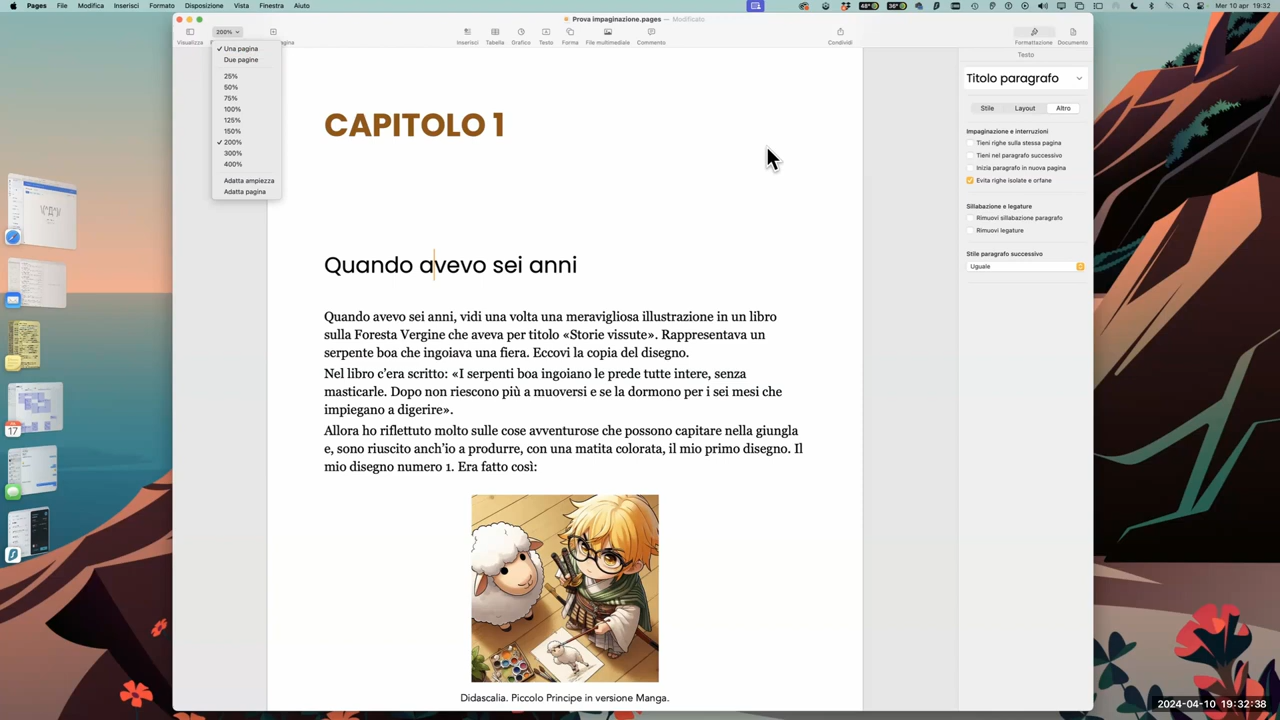 Pages File Modifica Inserisci Formato Disposizione Vista Finestra Aiuto
48° 36° Mer 10 apr 19:32
Prova impaginazione.pages — Modificato
200%
Visualizza agina Inserisci Tabella Grafico Testo Forma File multimediale Commento Condividi Formattazione Documento
✓ Una pagina
Due pagine
25%
50%
75%
100%
125%
150%
✓ 200%
300%
400%
Adatta ampiezza
Adatta pagina
CAPITOLO 1
Quando avevo sei anni
Quando avevo sei anni, vidi una volta una meravigliosa illustrazione in un libro
sulla Foresta Vergine che aveva per titolo «Storie vissute». Rappresentava un
serpente boa che ingoiava una fiera. Eccovi la copia del disegno.
Nel libro c’era scritto: «I serpenti boa ingoiano le prede tutte intere, senza
masticarle. Dopo non riescono più a muoversi e se la dormono per i sei mesi che
impiegano a digerire».
Allora ho riflettuto molto sulle cose avventurose che possono capitare nella giungla
e, sono riuscito anch’io a produrre, con una matita colorata, il mio primo disegno. Il
mio disegno numero 1. Era fatto così:
Didascalia. Piccolo Principe in versione Manga.
Testo
Titolo paragrafo
Stile Layout Altro
Impaginazione e interruzioni
Tieni righe sulla stessa pagina
Tieni nel paragrafo successivo
Inizia paragrafo in nuova pagina
Evita righe isolate e orfane
Sillabazione e legature
Rimuovi sillabazione paragrafo
Rimuovi legature
Stile paragrafo successivo
Uguale
17
2024-04-10 19:32:38